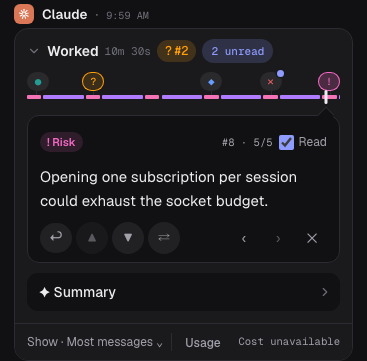 Claude · 9:59 AM
Worked 10m 30s ? #2 2 unread
? !
! Risk #8 · 5/5 Read
Opening one subscription per session
could exhaust the socket budget.
Summary
Show · Most messages Usage Cost unavailable